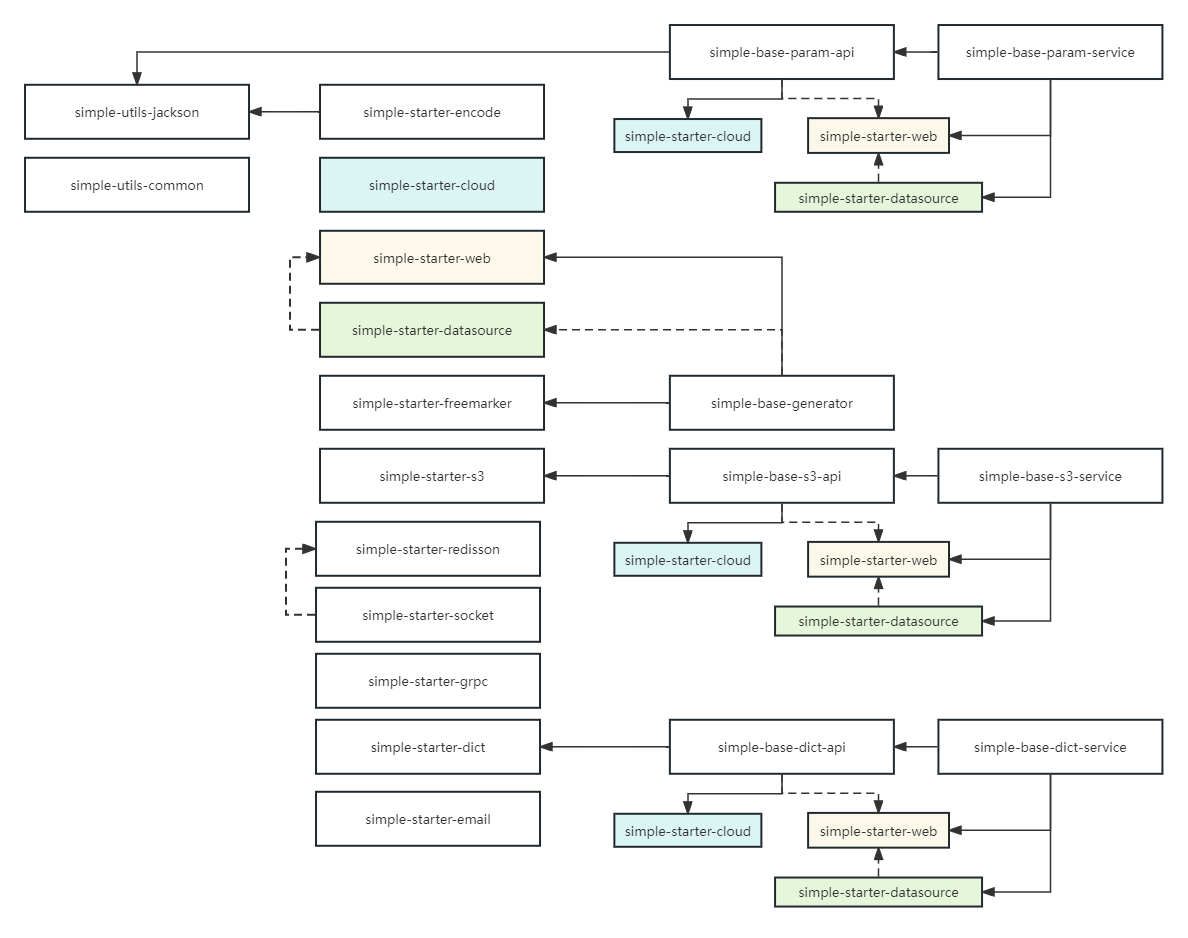 simple-base-param-api
simple-base-param-service
simple-utils-jackson
simple-starter-encode
simple-starter-cloud
simple-starter-web
simple-utils-common
simple-starter-cloud
simple-starter-datasource
simple-starter-web
simple-starter-datasource
simple-starter-freemarker
simple-base-generator
simple-starter-s3
simple-base-s3-api
simple-base-s3-service
simple-starter-redisson
simple-starter-cloud
simple-starter-web
simple-starter-socket
simple-starter-datasource
simple-starter-grpc
simple-starter-dict
simple-base-dict-api
simple-base-dict-service
simple-starter-email
simple-starter-cloud
simple-starter-web
simple-starter-datasource